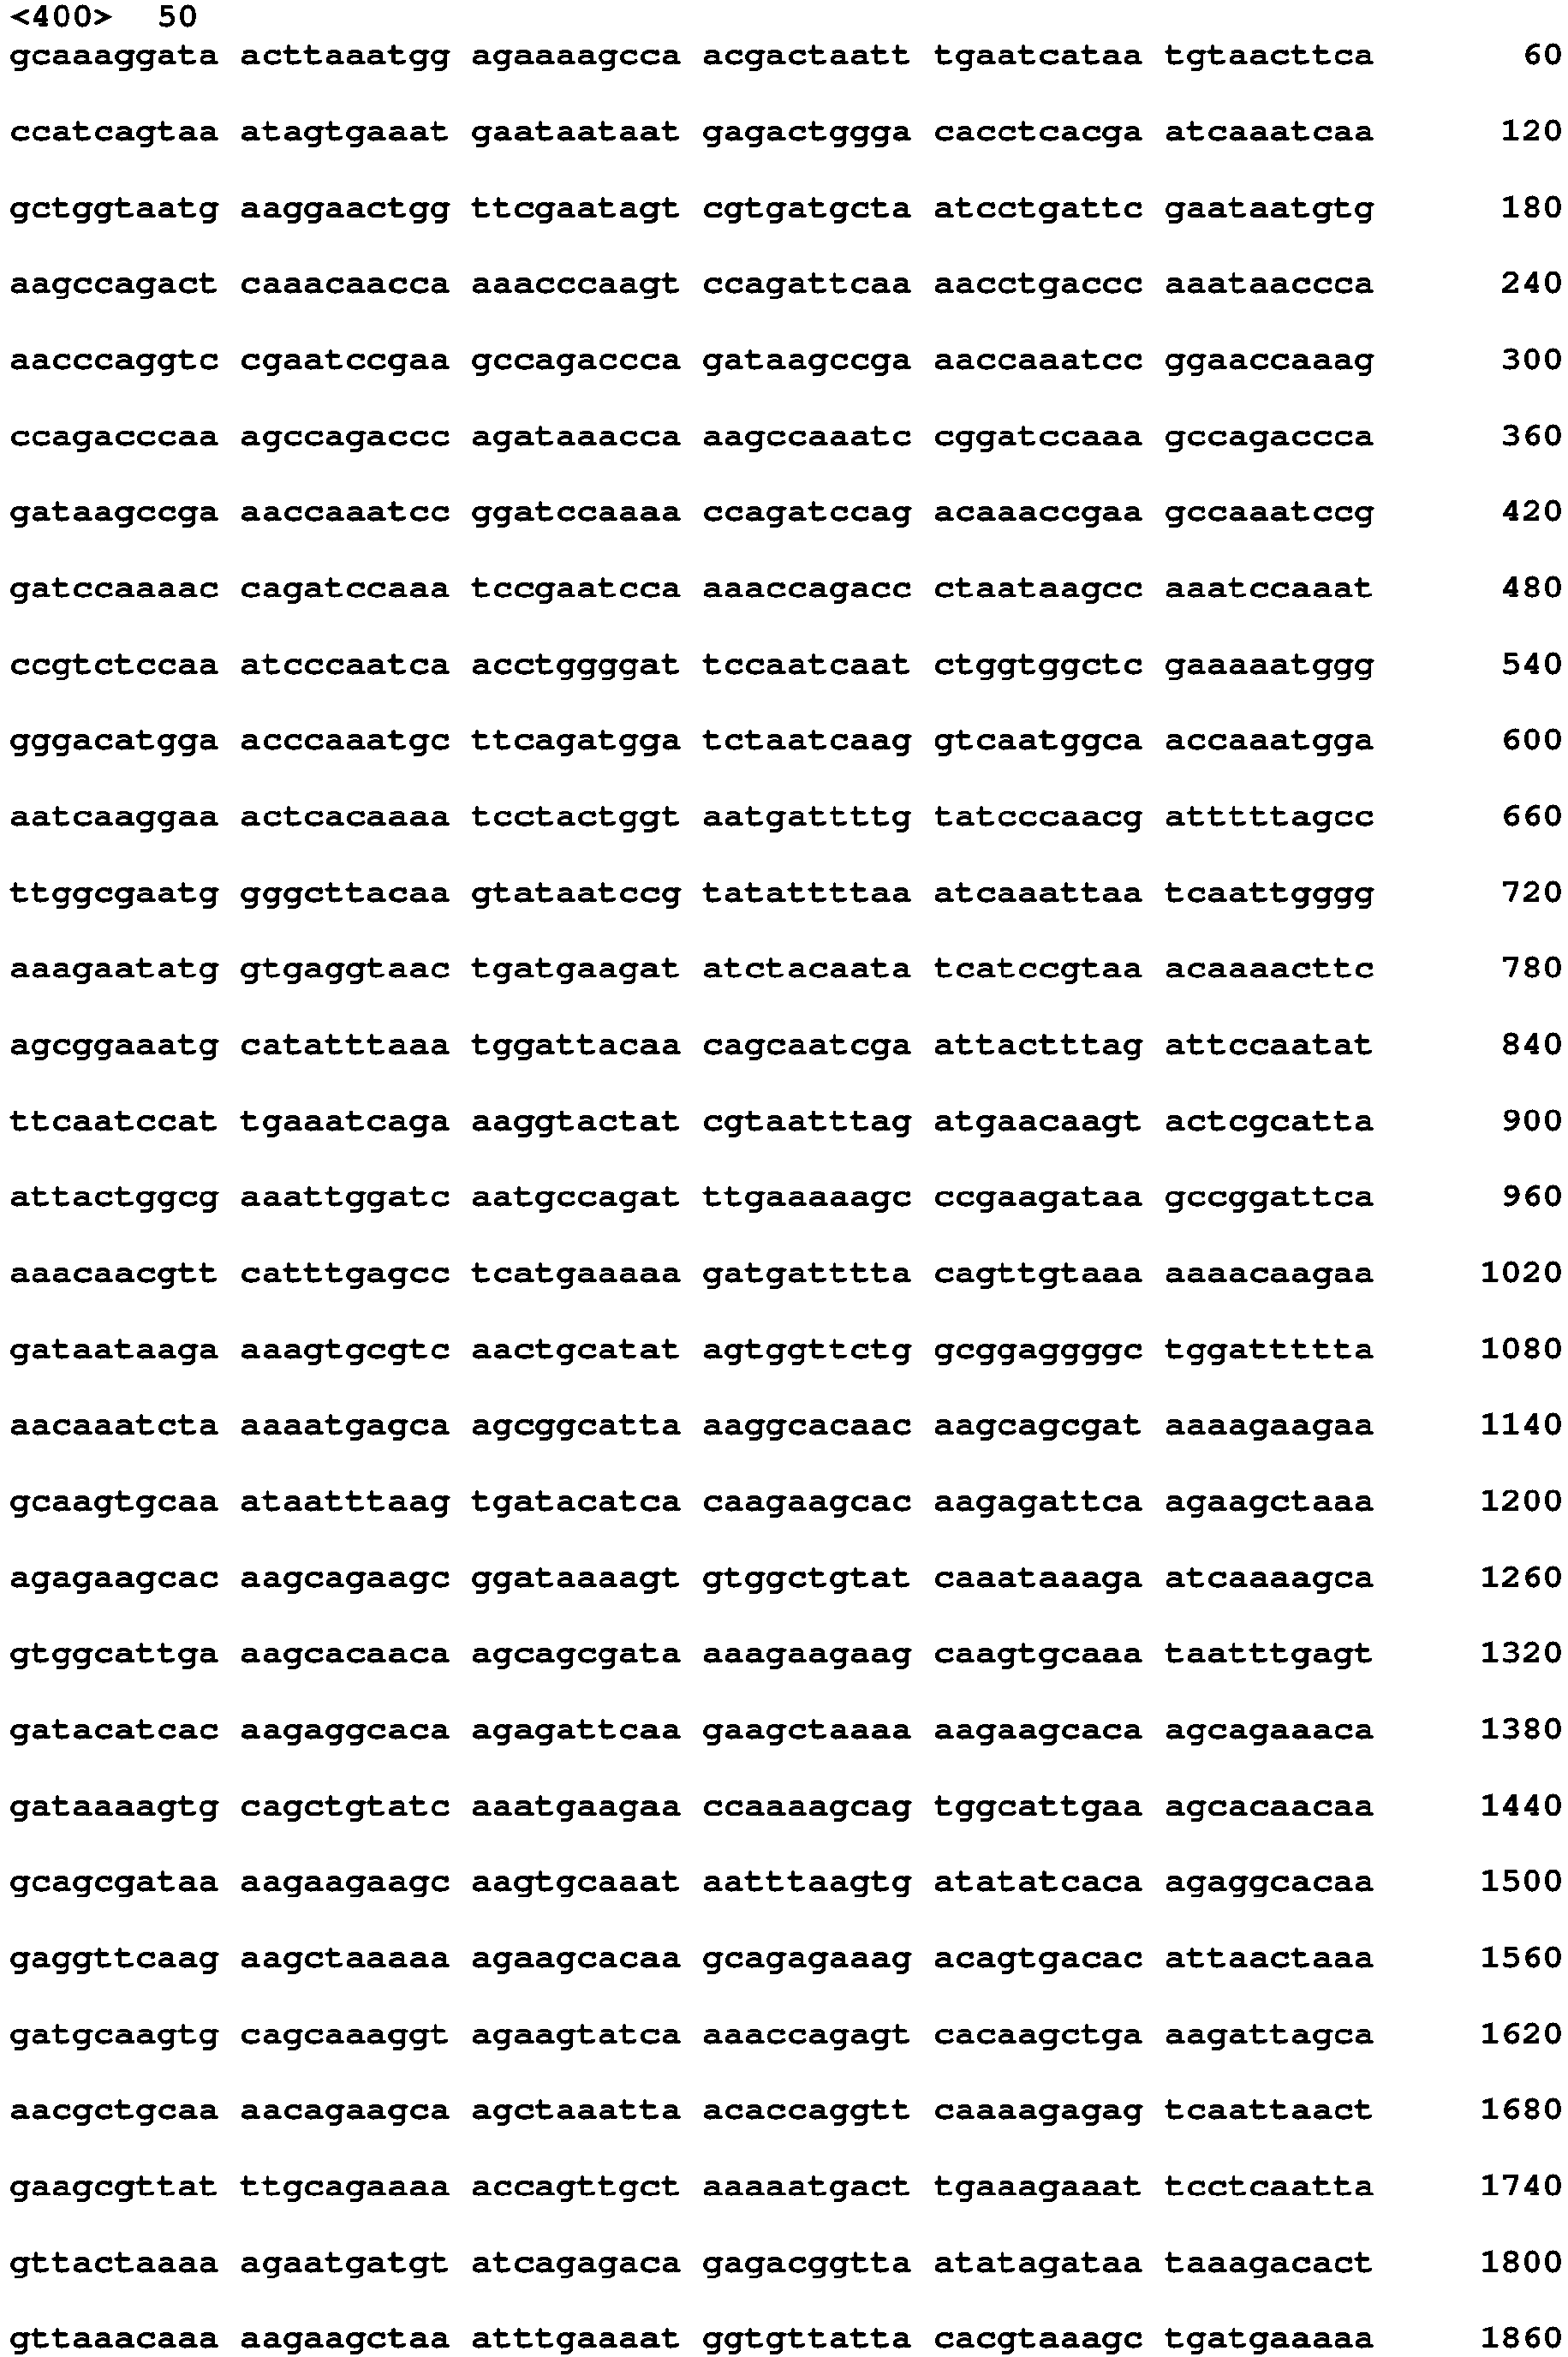 <400> 50
gcaaaggata acttaaatgg agaaaagcca acgactaatt tgaatcataa tgtaacttca 60
ccatcagtaa atagtgaaat gaataataat gagactggga cacctcacga atcaaatcaa 120
gctggtaatg aaggaactgg ttcgaatagt cgtgatgcta atcctgattc gaataatgtg 180
aagccagact caaacaacca aaacccaagt ccagattcaa aacctgaccc aaataaccca 240
aacccaggtc cgaatccgaa gccagaccca gataagccga aaccaaatcc ggaaccaaag 300
ccagacccaa agccagaccc agataaacca aagccaaatc cggatccaaa gccagaccca 360
gataagccga aaccaaatcc ggatccaaaa ccagatccag acaaaccgaa gccaaatccg 420
gatccaaaac cagatccaaa tccgaatcca aaaccagacc ctaataagcc aaatccaaat 480
ccgtctccaa atcccaatca acctggggat tccaatcaat ctggtggctc gaaaaatggg 540
gggacatgga acccaaatgc ttcagatgga tctaatcaag gtcaatggca accaaatgga 600
aatcaaggaa actcacaaaa tcctactggt aatgattttg tatcccaacg atttttagcc 660
ttggcgaatg gggcttacaa gtataatccg tatattttaa atcaaattaa tcaattgggg 720
aaagaatatg gtgaggtaac tgatgaagat atctacaata tcatccgtaa acaaaacttc 780
agcggaaatg catatttaaa tggattacaa cagcaatcga attactttag attccaatat 840
ttcaatccat tgaaatcaga aaggtactat cgtaatttag atgaacaagt actcgcatta 900
attactggcg aaattggatc aatgccagat ttgaaaaagc ccgaagataa gccggattca 960
aaacaacgtt catttgagcc tcatgaaaaa gatgatttta cagttgtaaa aaaacaagaa 1020
gataataaga aaagtgcgtc aactgcatat agtggttctg gcggaggggc tggattttta 1080
aacaaatcta aaaatgagca agcggcatta aaggcacaac aagcagcgat aaaagaagaa 1140
gcaagtgcaa ataatttaag tgatacatca caagaagcac aagagattca agaagctaaa 1200
agagaagcac aagcagaagc ggataaaagt gtggctgtat caaataaaga atcaaaagca 1260
gtggcattga aagcacaaca agcagcgata aaagaagaag caagtgcaaa taatttgagt 1320
gatacatcac aagaggcaca agagattcaa gaagctaaaa aagaagcaca agcagaaaca 1380
gataaaagtg cagctgtatc aaatgaagaa ccaaaagcag tggcattgaa agcacaacaa 1440
gcagcgataa aagaagaagc aagtgcaaat aatttaagtg atatatcaca agaggcacaa 1500
gaggttcaag aagctaaaaa agaagcacaa gcagagaaag acagtgacac attaactaaa 1560
gatgcaagtg cagcaaaggt agaagtatca aaaccagagt cacaagctga aagattagca 1620
aacgctgcaa aacagaagca agctaaatta acaccaggtt caaaagagag tcaattaact 1680
gaagcgttat ttgcagaaaa accagttgct aaaaatgact tgaaagaaat tcctcaatta 1740
gttactaaaa agaatgatgt atcagagaca gagacggtta atatagataa taaagacact 1800
gttaaacaaa aagaagctaa atttgaaaat ggtgttatta cacgtaaagc tgatgaaaaa 1860